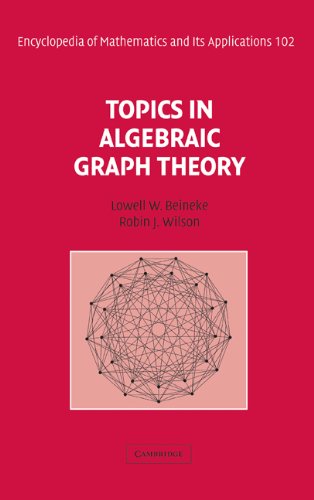 Encyclopedia of Mathematics and Its Applications 102
TOPICS IN
ALGEBRAIC
GRAPH THEORY
Lowell W. Beineke
Robin J. Wilson
CAMBRIDGE